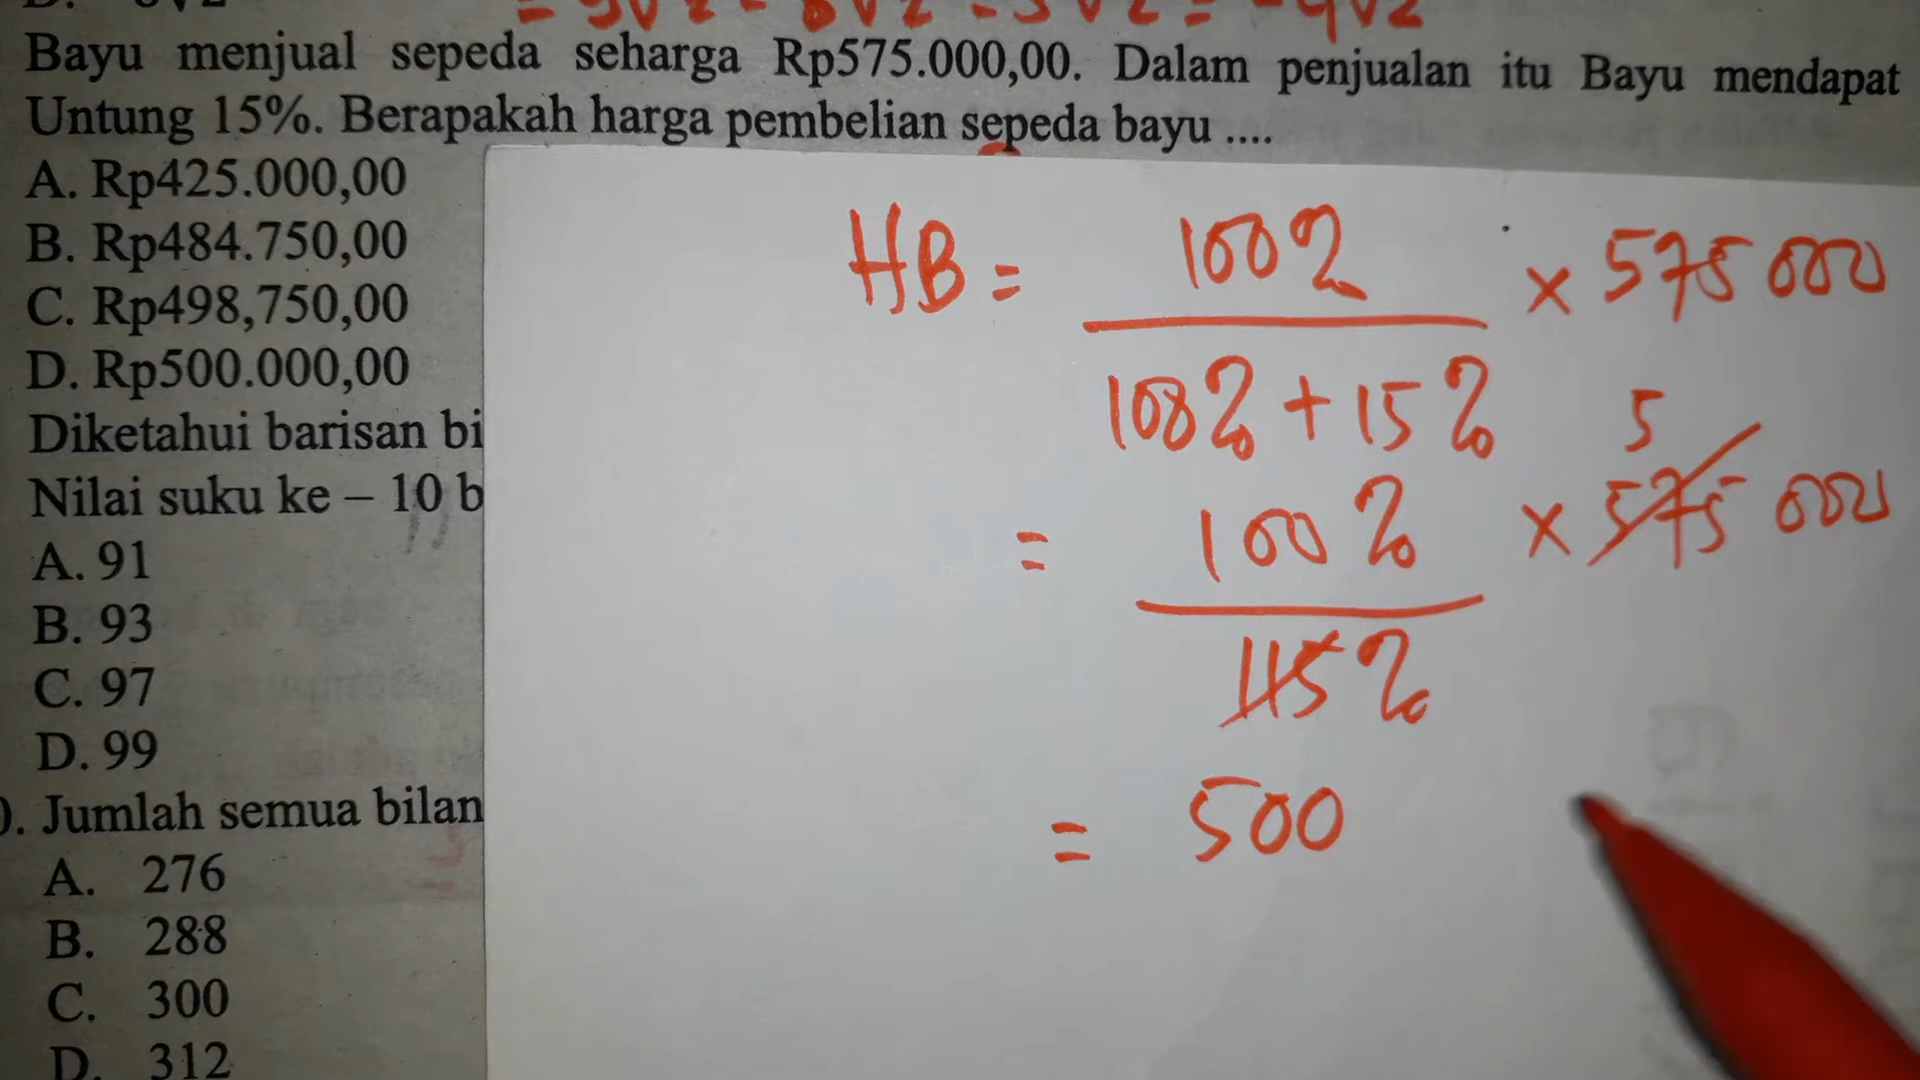 Bayu menjual sepeda seharga Rp575.000,00. Dalam penjualan itu Bayu mendapat
Untung 15%. Berapakah harga pembelian sepeda bayu ....
A. Rp425.000,00
B. Rp484.750,00
C. Rp498,750,00
D. Rp500.000,00
Diketahui barisan bi
Nilai suku ke – 10 b
A. 91
B. 93
C. 97
D. 99
). Jumlah semua bilan
A. 276
B. 288
C. 300
D. 312
HB = 100% × 575 000
100% + 15%
5
= 100% × 575 000
115%
= 500